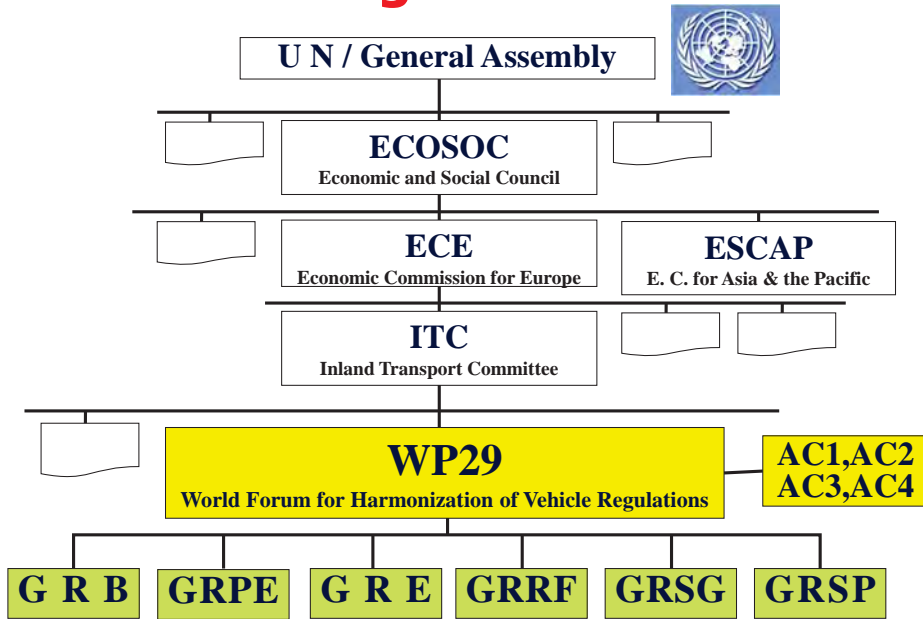 U N / General Assembly
ECOSOC
Economic and Social Council
ECE
Economic Commission for Europe
ESCAP
E. C. for Asia & the Pacific
ITC
Inland Transport Committee
WP29
World Forum for Harmonization of Vehicle Regulations
AC1,AC2
AC3,AC4
G R B
GRPE
G R E
GRRF
GRSG
GRSP